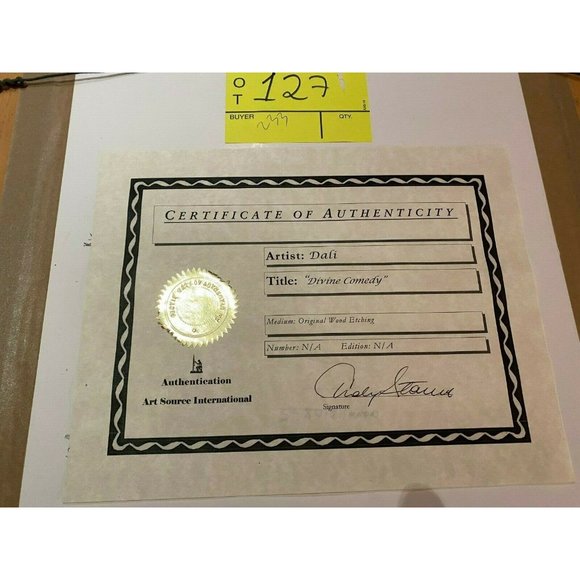 O
T 127
BUYER
QTY.
CERTIFICATE OF AUTHENTICITY
Artist: Dali
Title: "Divine Comedy"
Medium: Original Wood Etching
Number: N/A Edition: N/A
Authentication
Art Source International
Signature